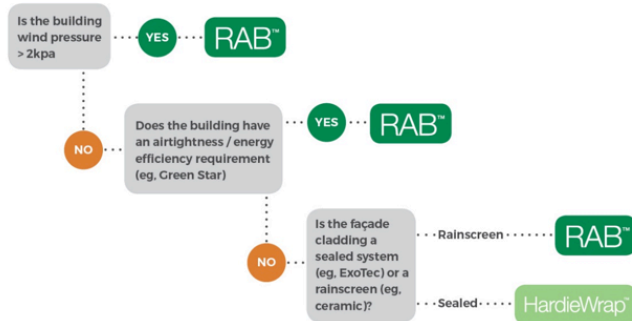 Is the building
wind pressure
> 2kpa
YES
RAB™
NO
Does the building have
an airtightness / energy
efficiency requirement
(eg, Green Star)
YES
RAB™
NO
Is the façade
cladding a
sealed system
(eg, ExoTec) or a
rainscreen (eg,
ceramic)?
Rainscreen
RAB™
Sealed
HardieWrap™